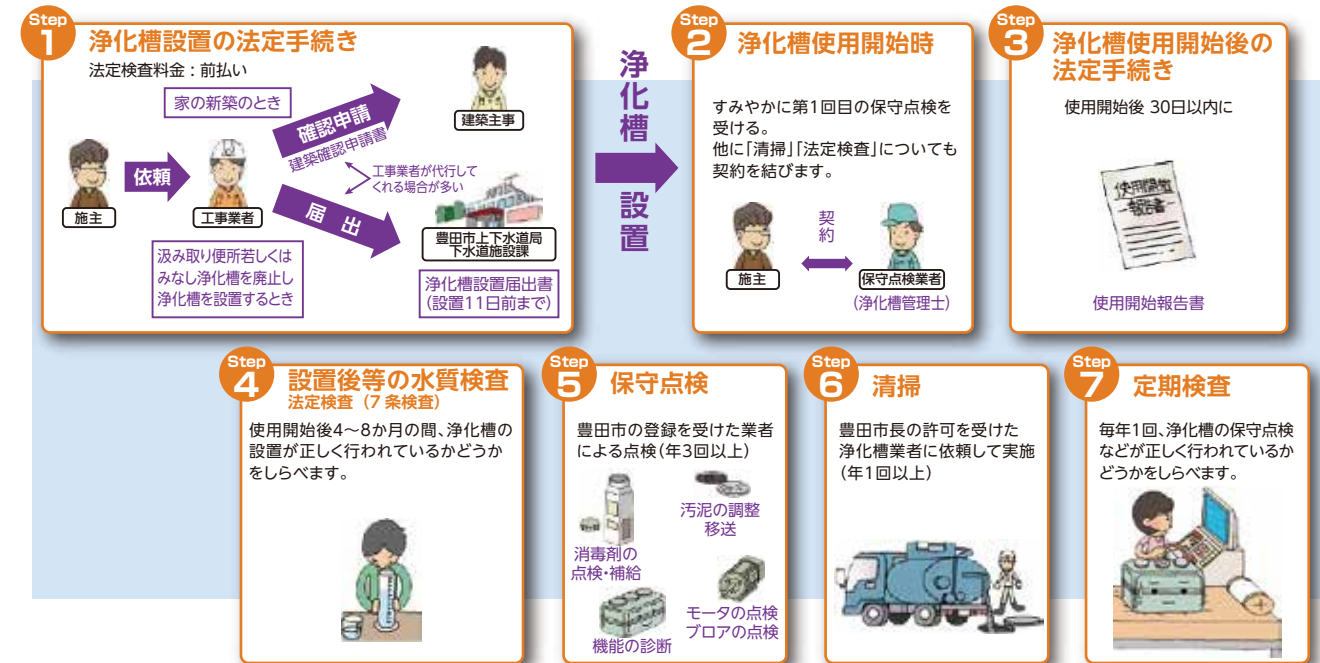 Step
1
浄化槽設置の法定手続き
法定検査料金：前払い
家の新築のとき
確認申請
建築確認申請書
建築主事
依頼
施主
工事業者
工事業者が代行して
くれる場合が多い
届出
豊田市上下水道局
下水道施設課
汲み取り便所若しくは
みなし浄化槽を廃止し
浄化槽を設置するとき
浄化槽設置届出書
（設置11日前まで）
浄化槽設置
Step
2
浄化槽使用開始時
すみやかに第1回目の保守点検を
受ける。
他に「清掃」「法定検査」についても
契約を結びます。
契約
施主
保守点検業者
（浄化槽管理士）
Step
3
浄化槽使用開始後の
法定手続き
使用開始後 30日以内に
使用開始
報告書
使用開始報告書
Step
4
設置後等の水質検査
法定検査（7条検査）
使用開始後4～8か月の間、浄化槽の
設置が正しく行われているかどうか
をしらべます。
Step
5
保守点検
豊田市の登録を受けた業者
による点検（年3回以上）
汚泥の調整
移送
消毒剤の
点検・補給
モータの点検
ブロアの点検
機能の診断
Step
6
清掃
豊田市長の許可を受けた
浄化槽業者に依頼して実施
（年1回以上）
Step
7
定期検査
毎年1回、浄化槽の保守点検
などが正しく行われているか
どうかをしらべます。